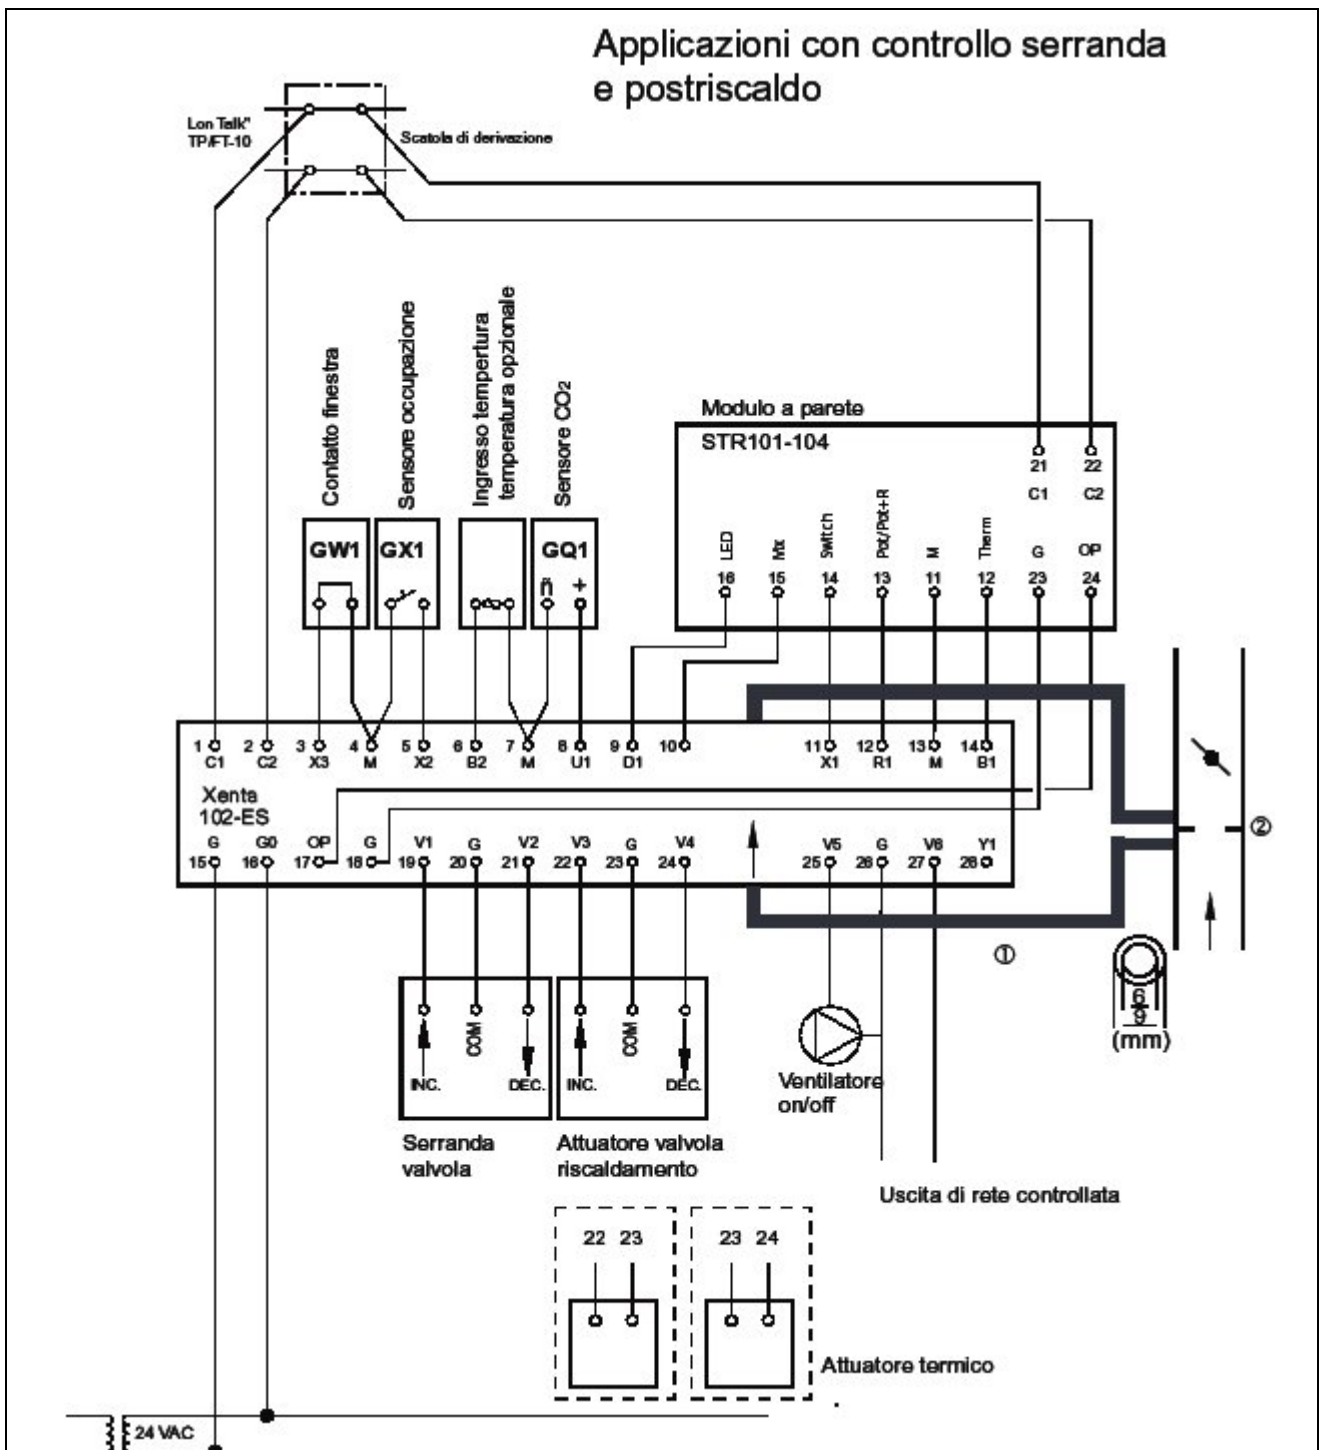 Applicazioni con controllo serranda
e postriscaldo
Lon Talk"
TP/FT-10
Scatola di derivazione
Contatto finestra
Sensore occupazione
Ingresso tempertura
temperatura opzionale
Sensore CO2
Modulo a parete
STR101-104
21 22
C1 C2
LED Mx Switch Pot/Pot+R M Therm G OP
16 15 14 13 11 12 23 24
GW1 GX1 GQ1
+
1 2 3 4 5 6 7 8 9 10 11 12 13 14
C1 C2 X3 M X2 B2 M U1 D1 X1 R1 M B1
Xenta
102-ES
G G0 OP G V1 G V2 V3 G V4 V5 G V6 Y1
15 16 17 18 19 20 21 22 23 24 25 26 27 28
②
①
6
9
(mm)
COM COM
INC. DEC. INC. DEC.
Ventilatore
on/off
Serranda
valvola
Attuatore valvola
riscaldamento
Uscita di rete controllata
22 23 23 24
Attuatore termico
24 VAC